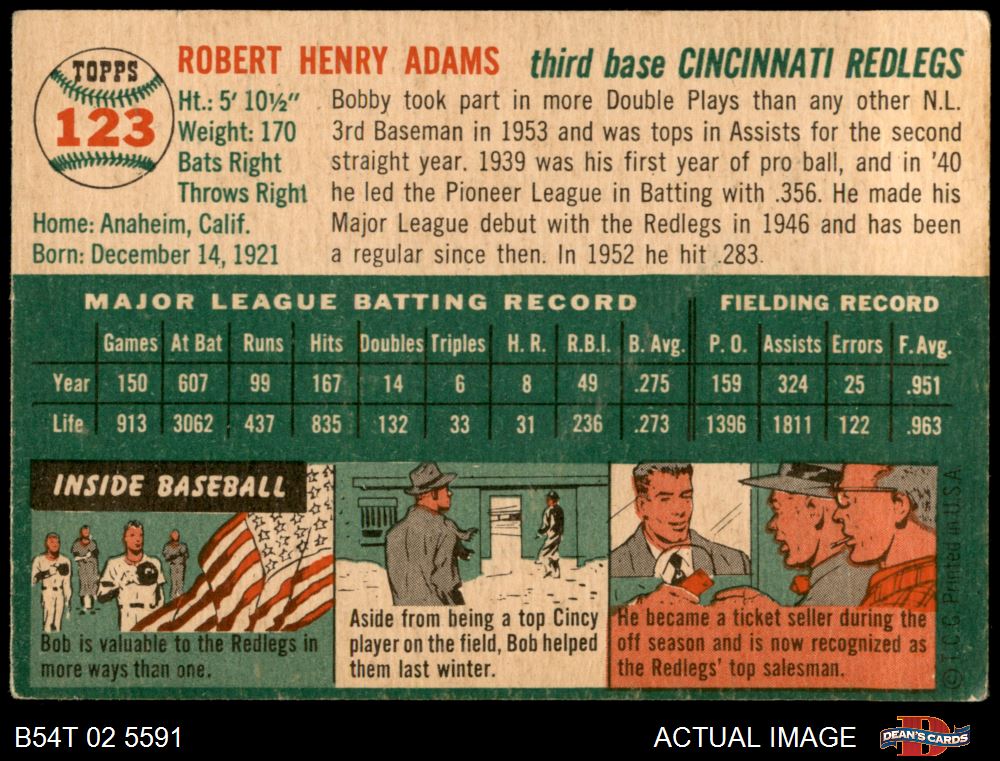 TOPPS
123
ROBERT HENRY ADAMS third base CINCINNATI REDLEGS
Ht.: 5' 10½"
Weight: 170
Bats Right
Throws Right
Home: Anaheim, Calif.
Born: December 14, 1921
Bobby took part in more Double Plays than any other N.L.
3rd Baseman in 1953 and was tops in Assists for the second
straight year. 1939 was his first year of pro ball, and in '40
he led the Pioneer League in Batting with .356. He made his
Major League debut with the Redlegs in 1946 and has been
a regular since then. In 1952 he hit .283.
MAJOR LEAGUE BATTING RECORD FIELDING RECORD
Games At Bat Runs Hits Doubles Triples H. R. R.B.I. B. Avg. P. O. Assists Errors F. Avg.
Year 150 607 99 167 14 6 8 49 .275 159 324 25 .951
Life 913 3062 437 835 132 33 31 236 .273 1396 1811 122 .963
INSIDE BASEBALL
Bob is valuable to the Redlegs in
more ways than one.
Aside from being a top Cincy
player on the field, Bob helped
them last winter.
He became a ticket seller during the
off season and is now recognized as
the Redlegs' top salesman.
© T.C.G. Printed in U.S.A.
B54T 02 5591
ACTUAL IMAGE
D
DEAN'S CARDS